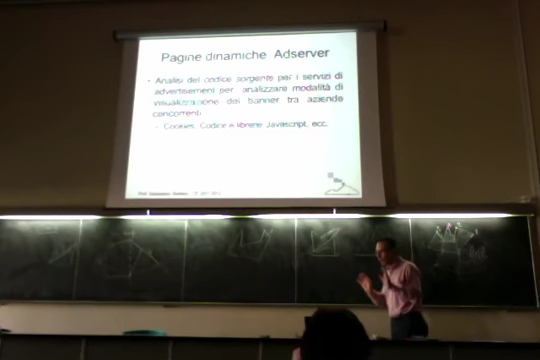 Pagine dinamiche Adserver
• Analisi del codice sorgente per i servizi di
advertisement per analizzare modalità di
visualizzazione dei banner tra aziende
concorrenti
– Cookies, Codice e librerie Javascript, ecc.